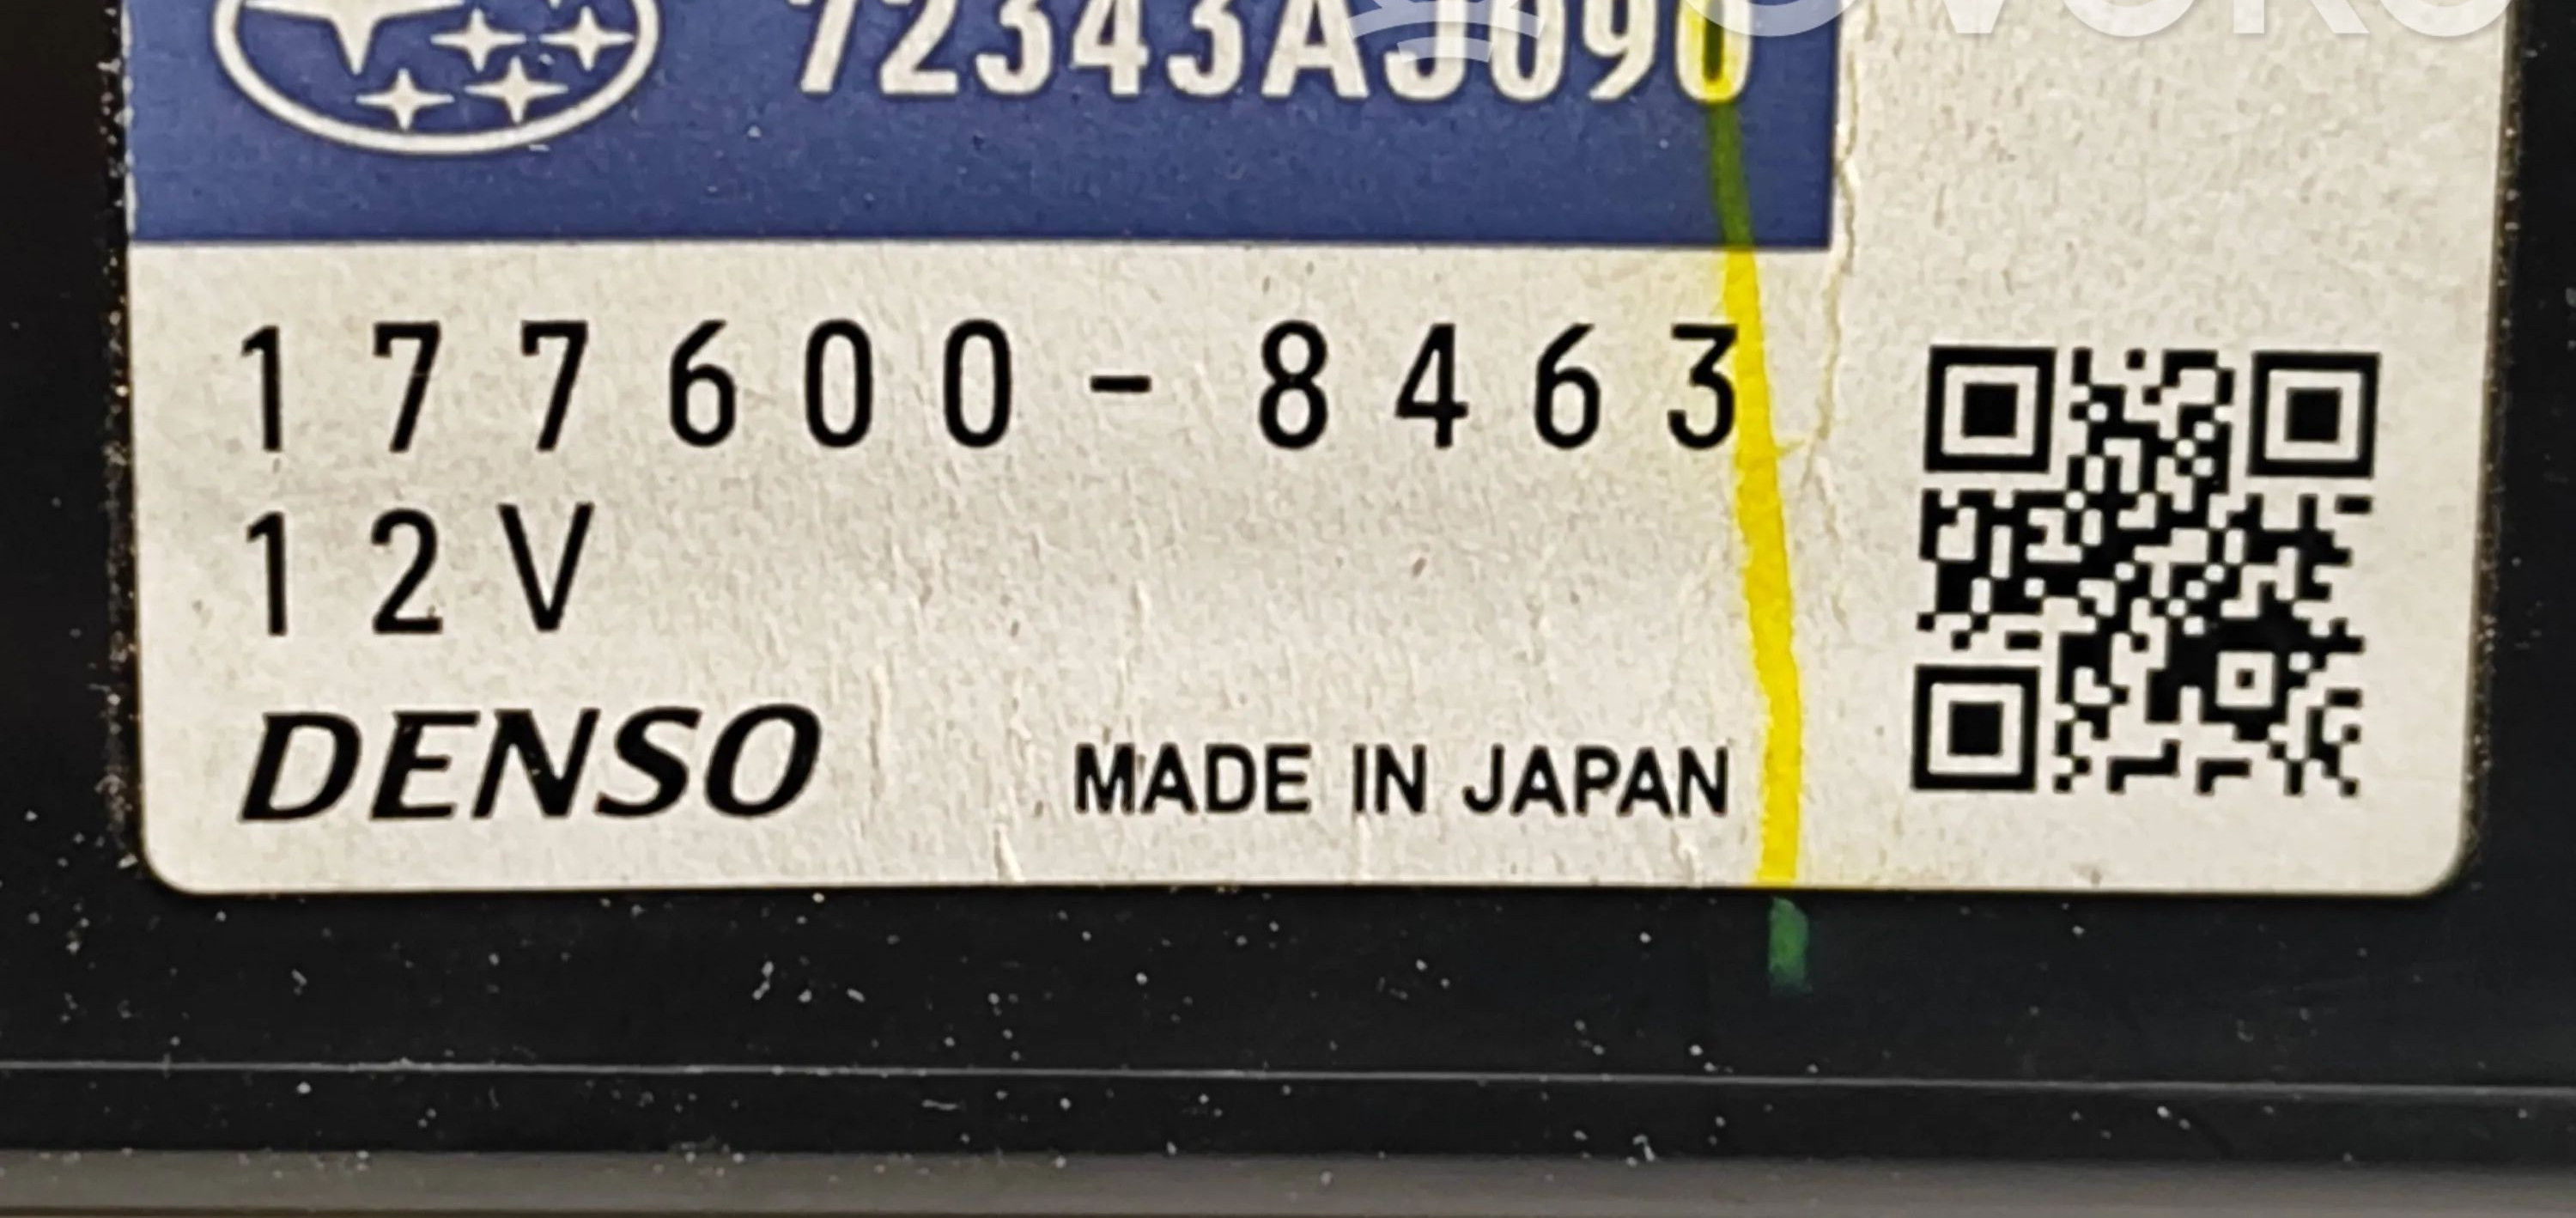 72343AJ090
177600-8463
12V
DENSO
MADE IN JAPAN